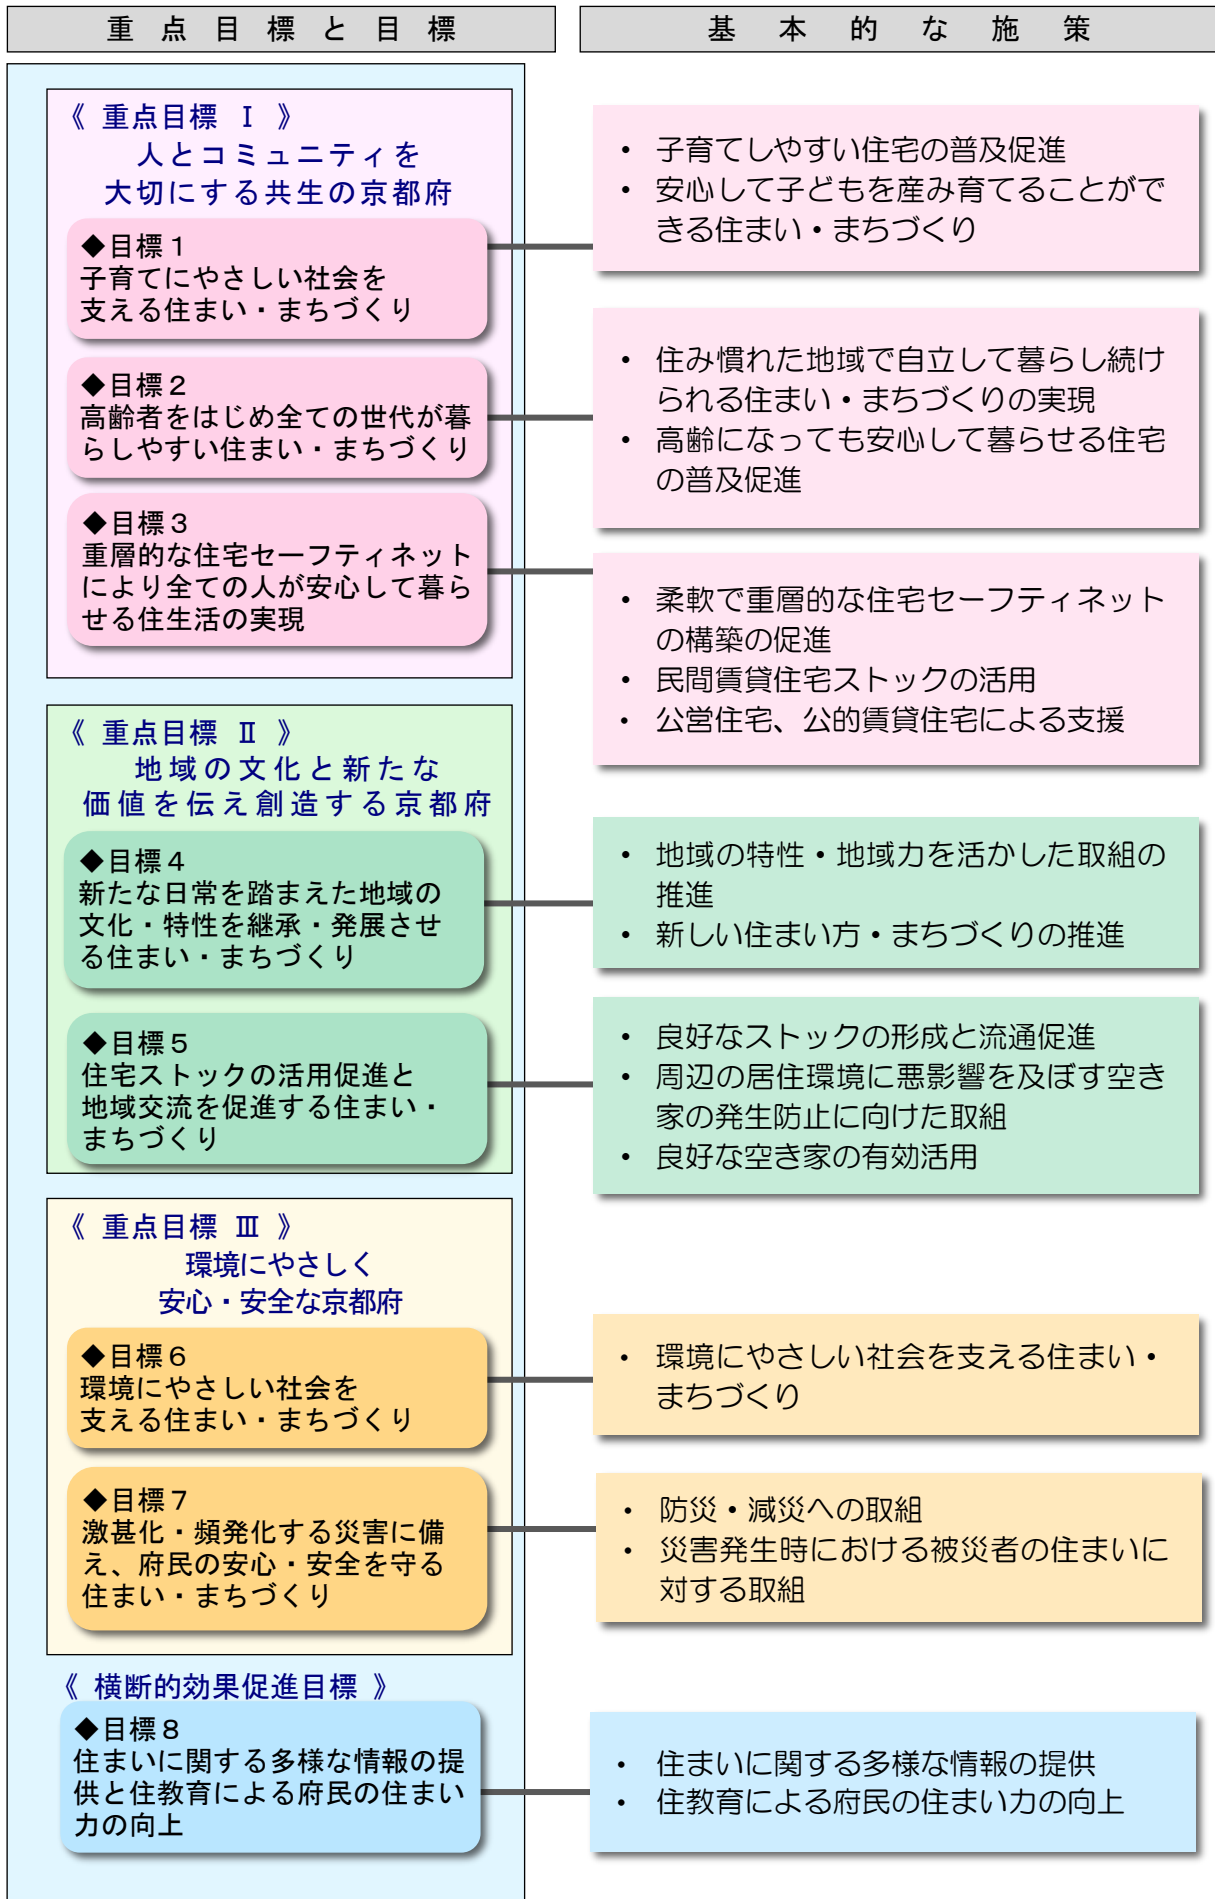 重点目標と目標
基本的な施策
《 重点目標 Ⅰ 》
人とコミュニティを
大切にする共生の京都府
◆目標１
子育てにやさしい社会を
支える住まい・まちづくり
・ 子育てしやすい住宅の普及促進
・ 安心して子どもを産み育てることがで
きる住まい・まちづくり
◆目標２
高齢者をはじめ全ての世代が暮
らしやすい住まい・まちづくり
・ 住み慣れた地域で自立して暮らし続け
られる住まい・まちづくりの実現
・ 高齢になっても安心して暮らせる住宅
の普及促進
◆目標３
重層的な住宅セーフティネット
により全ての人が安心して暮ら
せる住生活の実現
・ 柔軟で重層的な住宅セーフティネット
の構築の促進
・ 民間賃貸住宅ストックの活用
・ 公営住宅、公的賃貸住宅による支援
《 重点目標 Ⅱ 》
地域の文化と新たな
価値を伝え創造する京都府
◆目標４
新たな日常を踏まえた地域の
文化・特性を継承・発展させ
る住まい・まちづくり
・ 地域の特性・地域力を活かした取組の
推進
・ 新しい住まい方・まちづくりの推進
◆目標５
住宅ストックの活用促進と
地域交流を促進する住まい・
まちづくり
・ 良好なストックの形成と流通促進
・ 周辺の居住環境に悪影響を及ぼす空き
家の発生防止に向けた取組
・ 良好な空き家の有効活用
《 重点目標 Ⅲ 》
環境にやさしく
安心・安全な京都府
◆目標６
環境にやさしい社会を
支える住まい・まちづくり
・ 環境にやさしい社会を支える住まい・
まちづくり
◆目標７
激甚化・頻発化する災害に備
え、府民の安心・安全を守る
住まい・まちづくり
・ 防災・減災への取組
・ 災害発生時における被災者の住まいに
対する取組
《 横断的効果促進目標 》
◆目標８
住まいに関する多様な情報の提
供と住教育による府民の住まい
力の向上
・ 住まいに関する多様な情報の提供
・ 住教育による府民の住まい力の向上